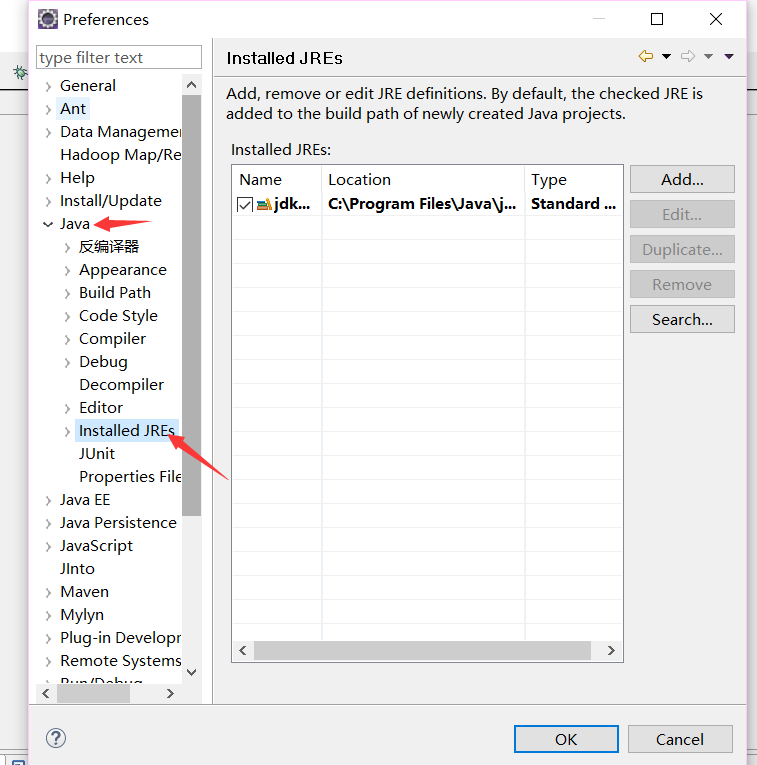 Preferences
type filter text
General
Ant
Data Managemen
Hadoop Map/Re
Help
Install/Update
Java
反编译器
Appearance
Build Path
Code Style
Compiler
Debug
Decompiler
Editor
Installed JREs
JUnit
Properties File
Java EE
Java Persistence
JavaScript
JInto
Maven
Mylyn
Plug-in Developr
Remote Systems
Run/Debug
Installed JREs
Add, remove or edit JRE definitions. By default, the checked JRE is
added to the build path of newly created Java projects.
Installed JREs:
Name Location Type
jdk... C:\Program Files\Java\j... Standard ...
Add...
Edit...
Duplicate...
Remove
Search...
?
OK Cancel